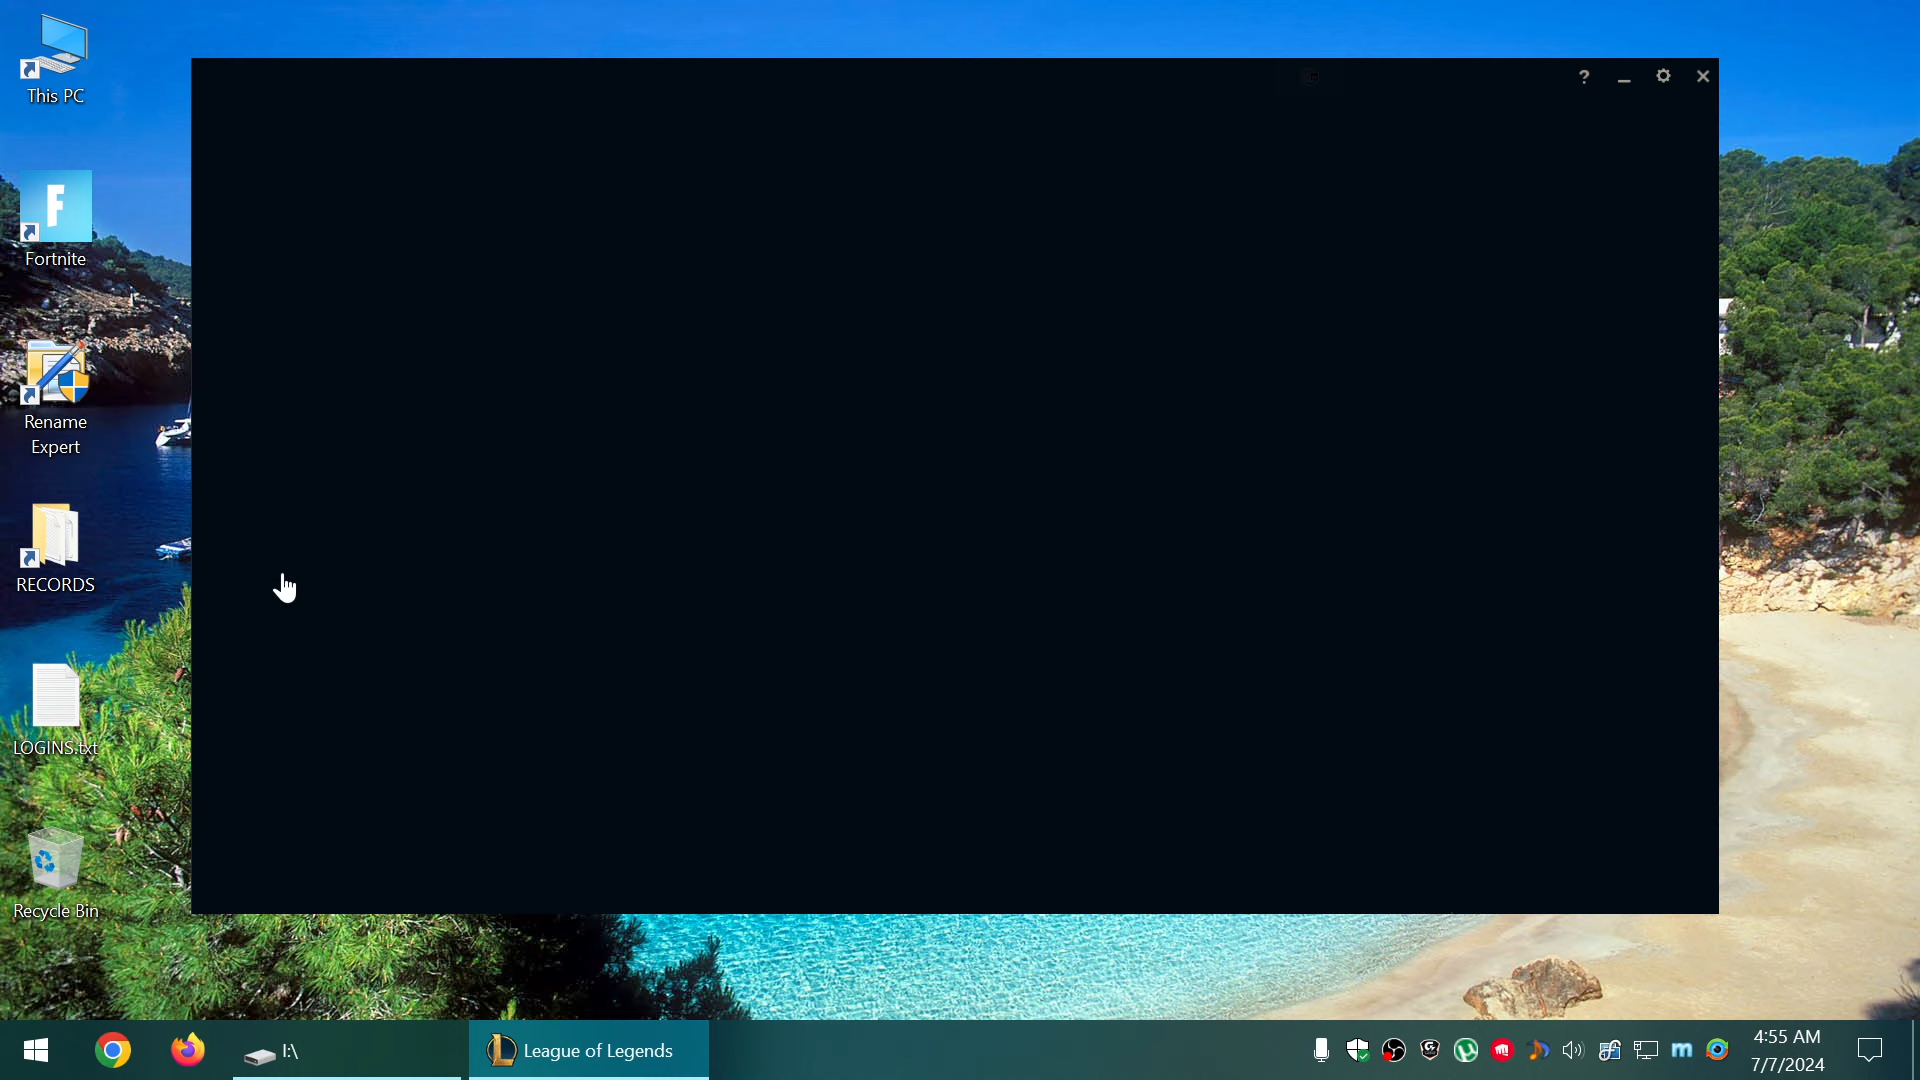 This PC
F
Fortnite
Rename
Expert
RECORDS
LOGINS.txt
Recycle Bin
?
I:\
League of Legends
m
4:55 AM
7/7/2024